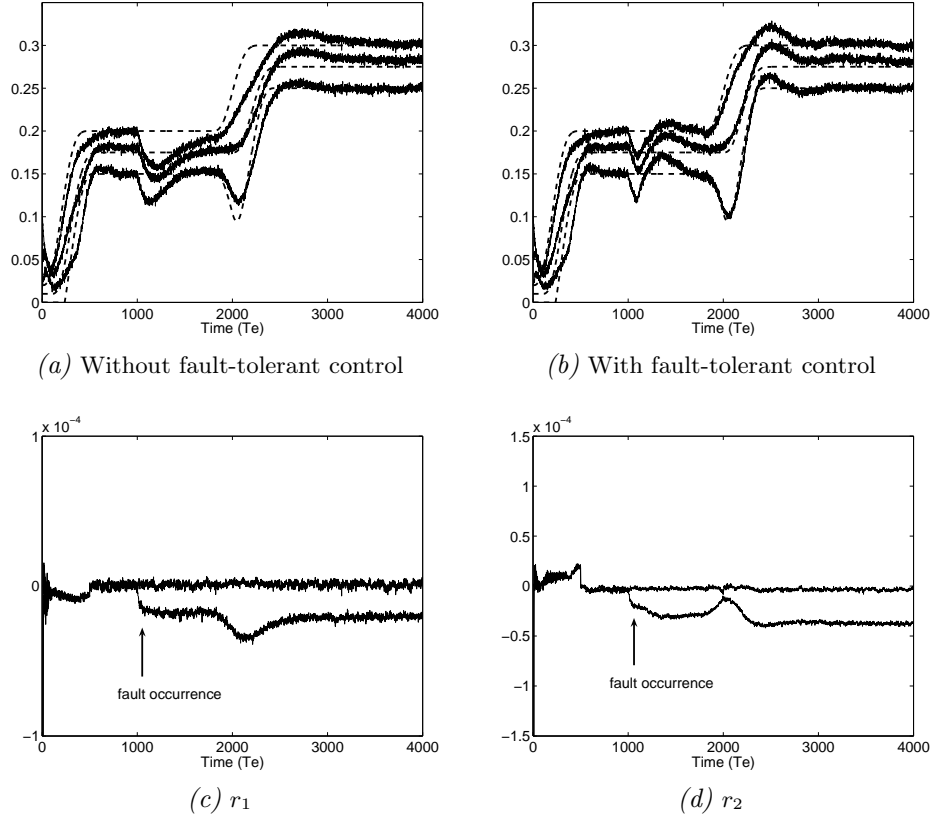 0.3
0.25
0.2
0.15
0.1
0.05
0
0 1000 2000 3000 4000
Time (Te)
(a) Without fault-tolerant control
0.3
0.25
0.2
0.15
0.1
0.05
0
0 1000 2000 3000 4000
Time (Te)
(b) With fault-tolerant control
x 10⁻⁴
1
0
−1
fault occurrence
0 1000 2000 3000 4000
Time (Te)
(c) r₁
x 10⁻⁴
1.5
1
0.5
0
−0.5
−1
−1.5
fault occurrence
0 1000 2000 3000 4000
Time (Te)
(d) r₂